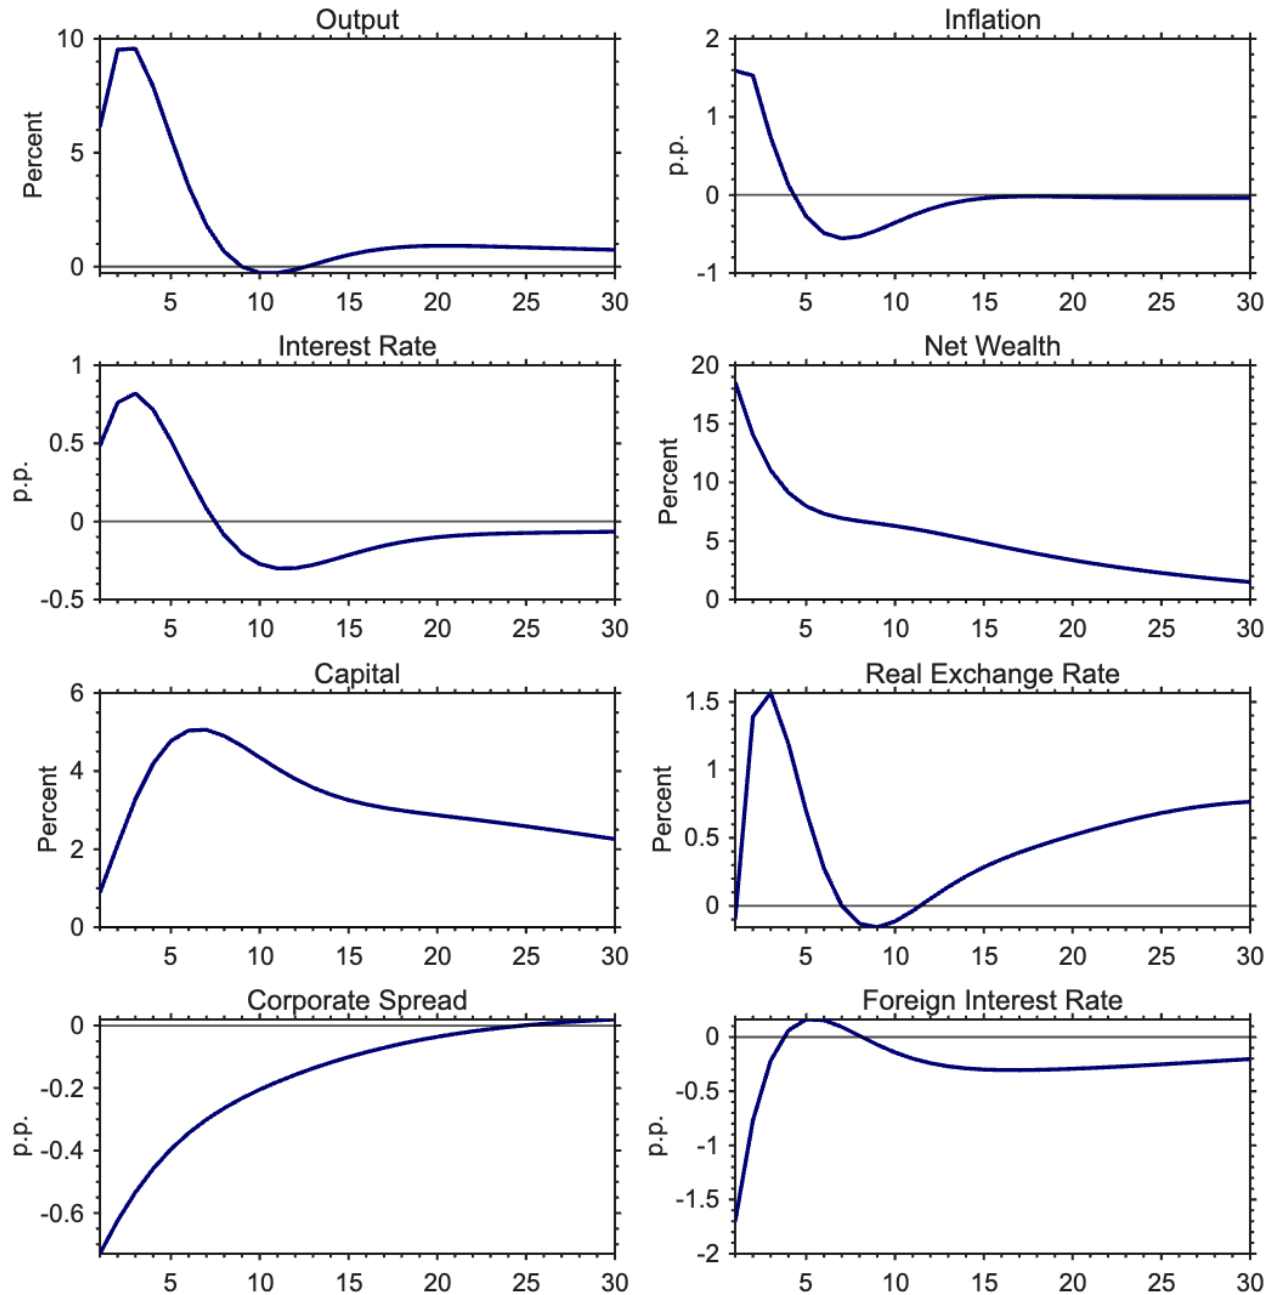 Output
10
5
0
Percent
5 10 15 20 25 30
Inflation
2
1
0
-1
p.p.
5 10 15 20 25 30
Interest Rate
1
0.5
0
-0.5
p.p.
5 10 15 20 25 30
Net Wealth
20
15
10
5
0
Percent
5 10 15 20 25 30
Capital
6
4
2
0
Percent
5 10 15 20 25 30
Real Exchange Rate
1.5
1
0.5
0
Percent
5 10 15 20 25 30
Corporate Spread
0
-0.2
-0.4
-0.6
p.p.
5 10 15 20 25 30
Foreign Interest Rate
0
-0.5
-1
-1.5
-2
p.p.
5 10 15 20 25 30